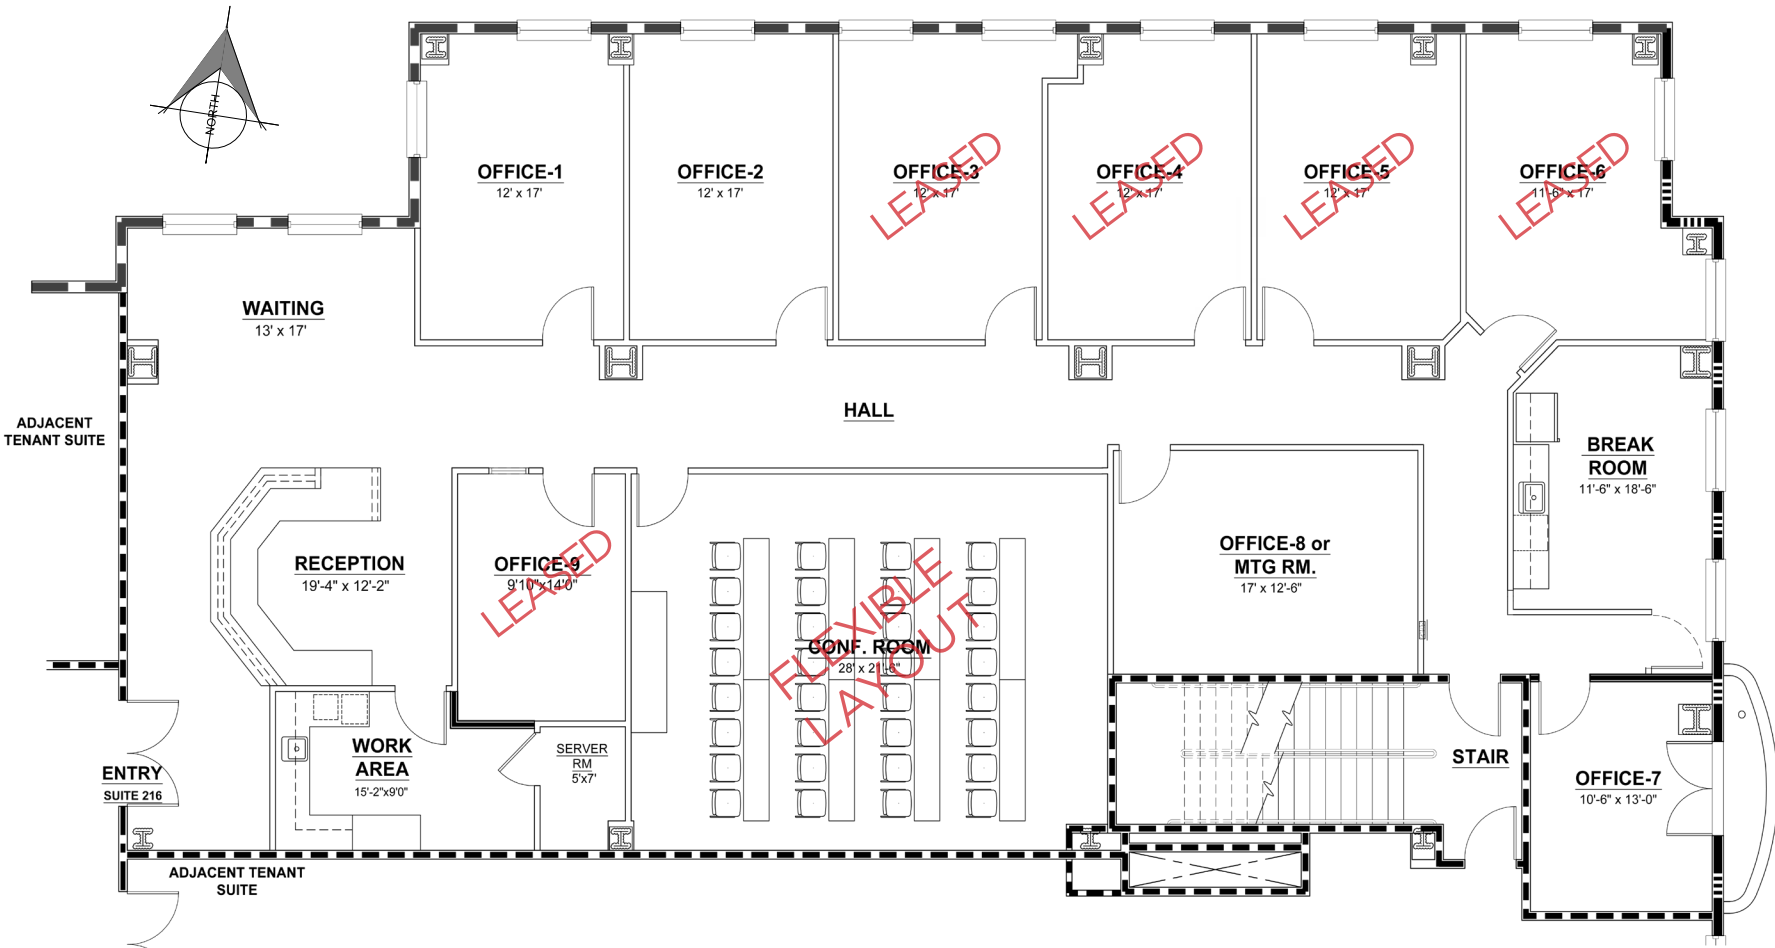 NORTH
OFFICE-1
12' x 17'
OFFICE-2
12' x 17'
OFFICE-3
12' x 17'
LEASED
OFFICE-4
12' x 17'
LEASED
OFFICE-5
12' x 17'
LEASED
OFFICE-6
11'-6" x 17'
LEASED
WAITING
13' x 17'
ADJACENT
TENANT SUITE
HALL
BREAK
ROOM
11'-6" x 18'-6"
RECEPTION
19'-4" x 12'-2"
OFFICE-9
9'10"x14'0"
LEASED
CONF. ROOM
28' x 21'-6"
FLEXIBLE
LAYOUT
OFFICE-8 or
MTG RM.
17' x 12'-6"
WORK
AREA
15'-2"x9'0"
SERVER
RM
5'x7'
STAIR
OFFICE-7
10'-6" x 13'-0"
ENTRY
SUITE 216
ADJACENT TENANT
SUITE